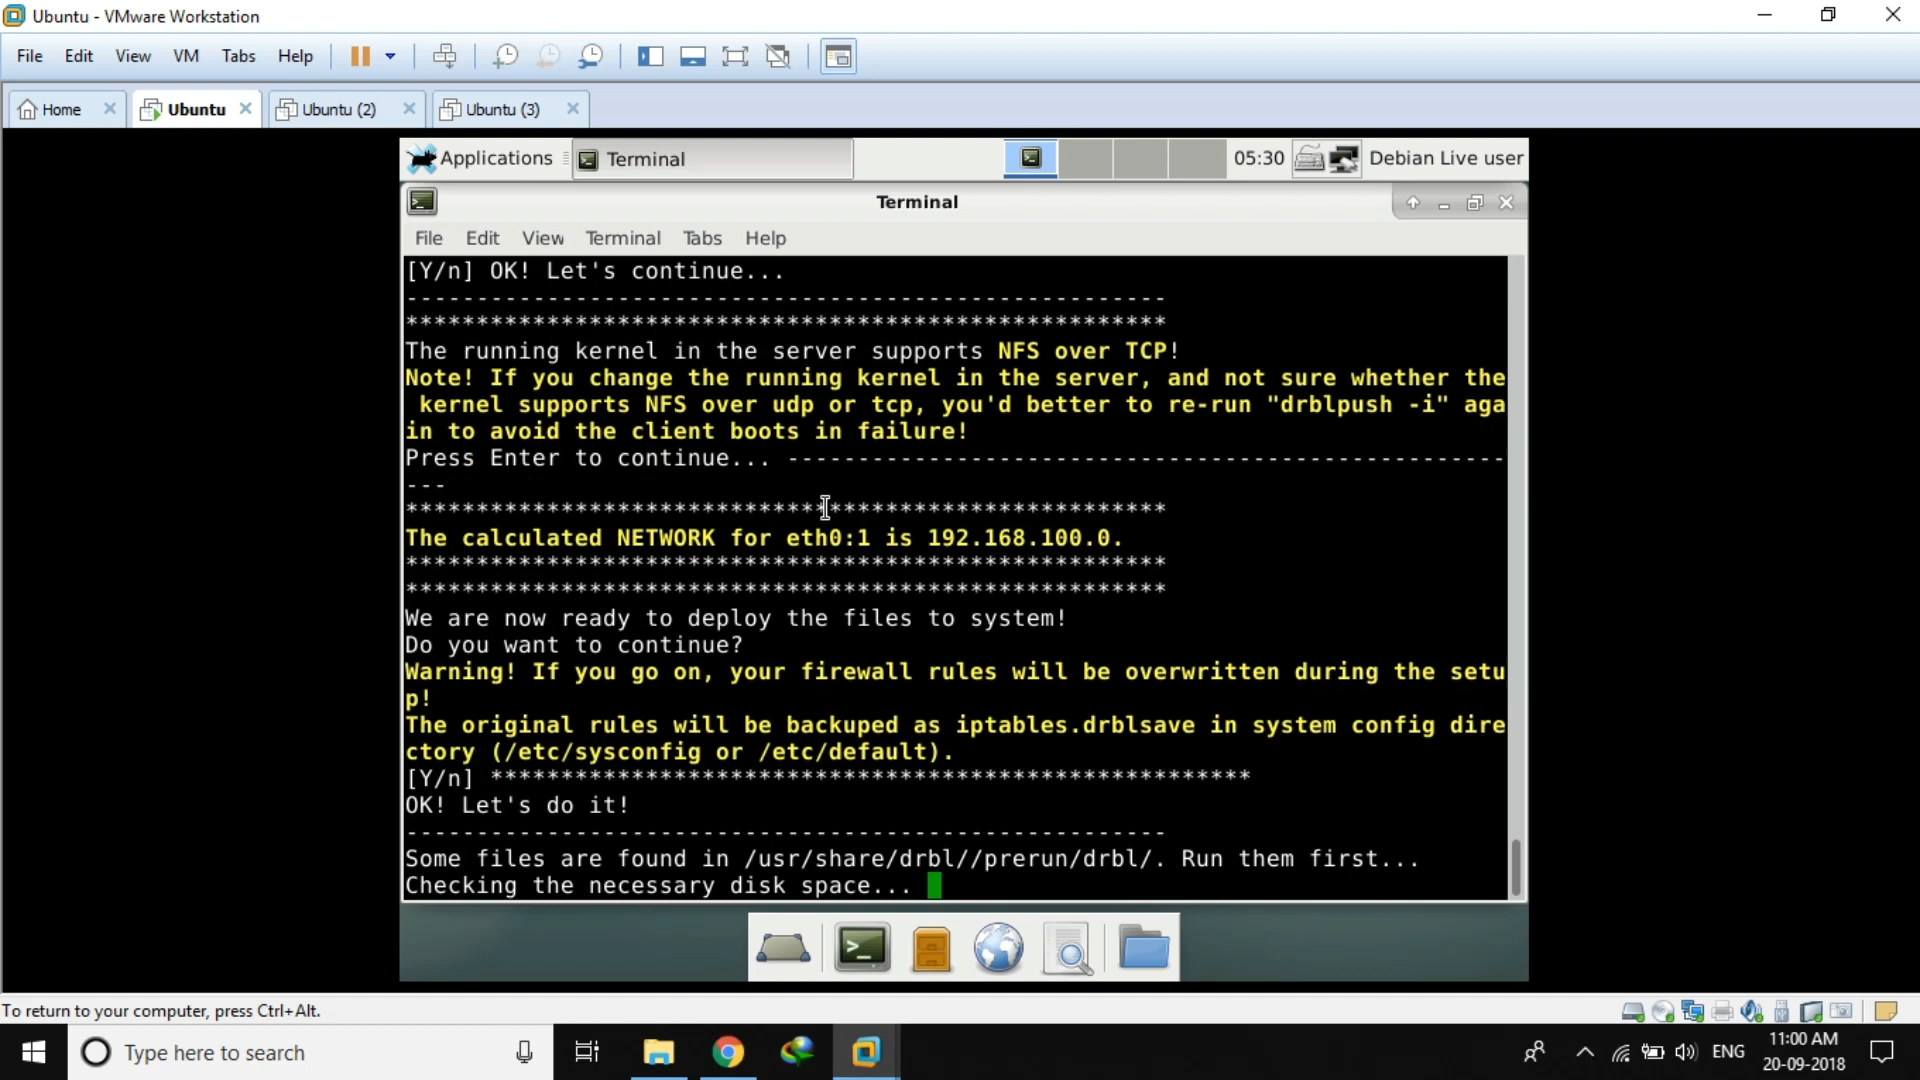 Ubuntu - VMware Workstation
File Edit View VM Tabs Help
Home Ubuntu Ubuntu (2) Ubuntu (3)
Applications Terminal 05:30 Debian Live user
Terminal
File Edit View Terminal Tabs Help
[Y/n] OK! Let's continue...
------------------------------------------------------
******************************************************
The running kernel in the server supports NFS over TCP!
Note! If you change the running kernel in the server, and not sure whether the
kernel supports NFS over udp or tcp, you'd better to re-run "drblpush -i" aga
in to avoid the client boots in failure!
Press Enter to continue... ---------------------------------------------------
---
******************************************************
The calculated NETWORK for eth0:1 is 192.168.100.0.
******************************************************
******************************************************
We are now ready to deploy the files to system!
Do you want to continue?
Warning! If you go on, your firewall rules will be overwritten during the setu
p!
The original rules will be backuped as iptables.drblsave in system config dire
ctory (/etc/sysconfig or /etc/default).
[Y/n] ******************************************************
OK! Let's do it!
------------------------------------------------------
Some files are found in /usr/share/drbl//prerun/drbl/. Run them first...
Checking the necessary disk space...
To return to your computer, press Ctrl+Alt.
Type here to search
ENG
11:00 AM
20-09-2018